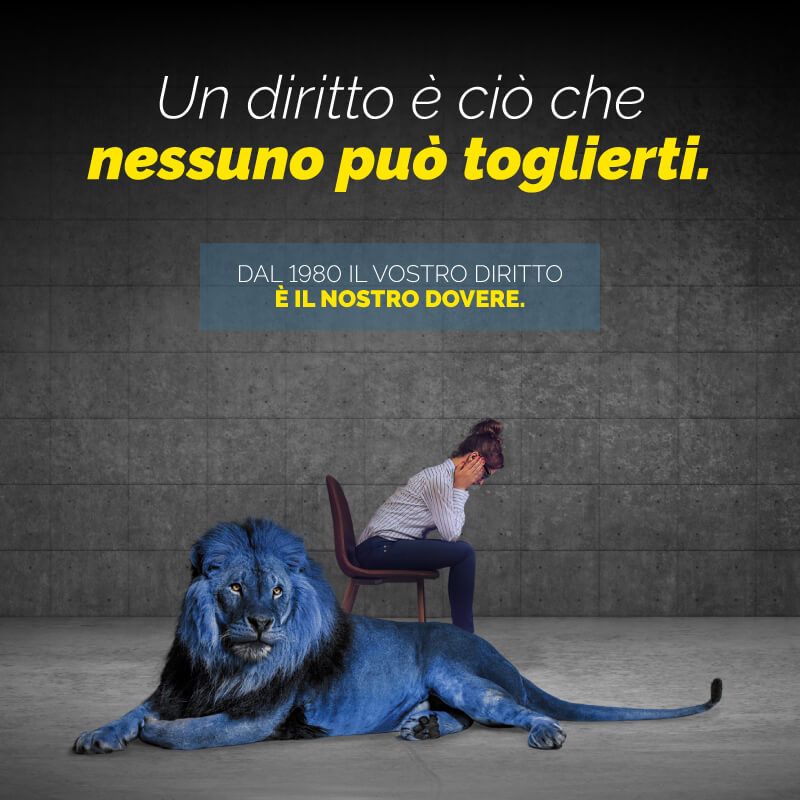 Un diritto è ciò che
nessuno può toglierti.
DAL 1980 IL VOSTRO DIRITTO
È IL NOSTRO DOVERE.